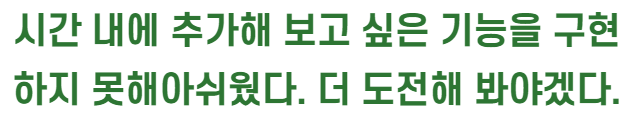 시간 내에 추가해 보고 싶은 기능을 구현
하지 못해아쉬웠다. 더 도전해 봐야겠다.